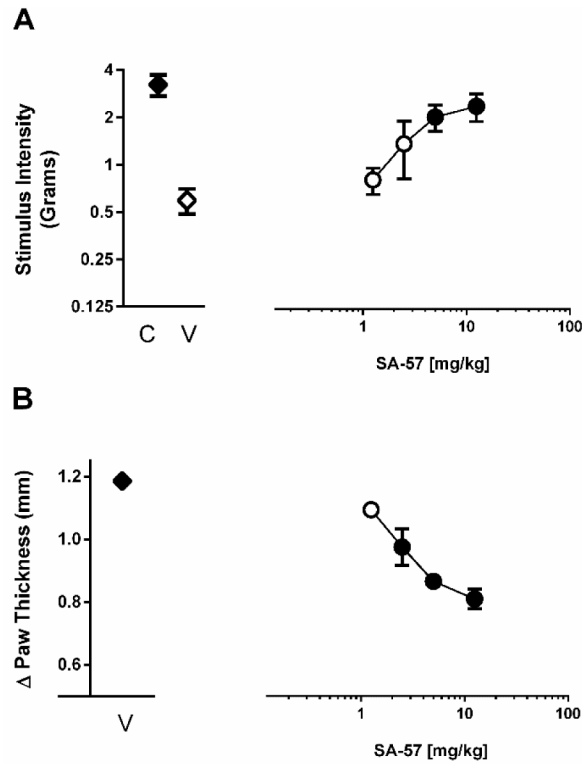 A
Stimulus Intensity
(Grams)
4
2
1
0.5
0.25
0.125
C V
1 10 100
SA-57 [mg/kg]
B
Δ Paw Thickness (mm)
1.2
1.0
0.8
0.6
V
1 10 100
SA-57 [mg/kg]